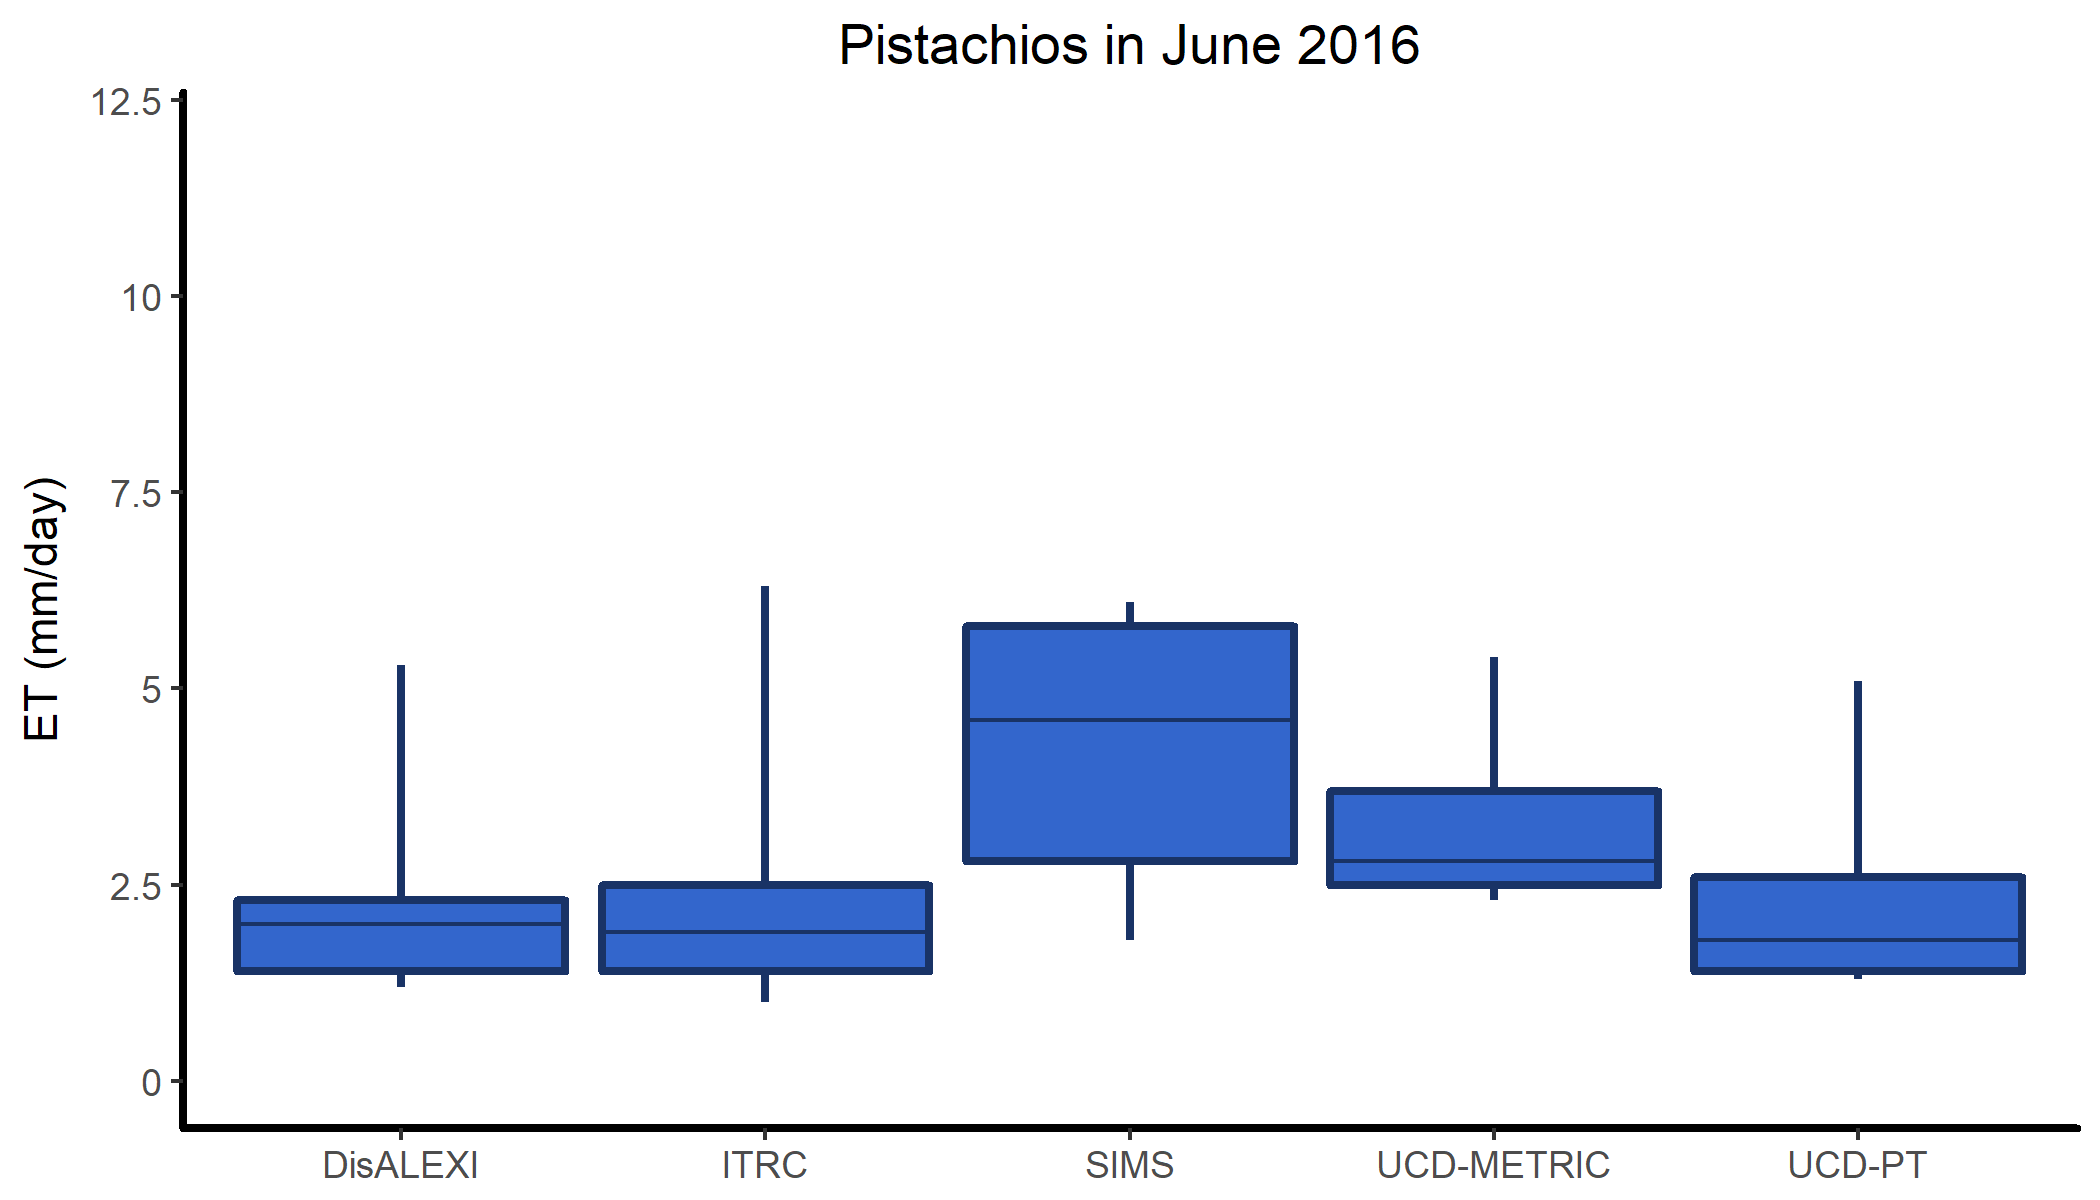 Pistachios in June 2016
ET (mm/day)
12.5
10
7.5
5
2.5
0
DisALEXI ITRC SIMS UCD-METRIC UCD-PT